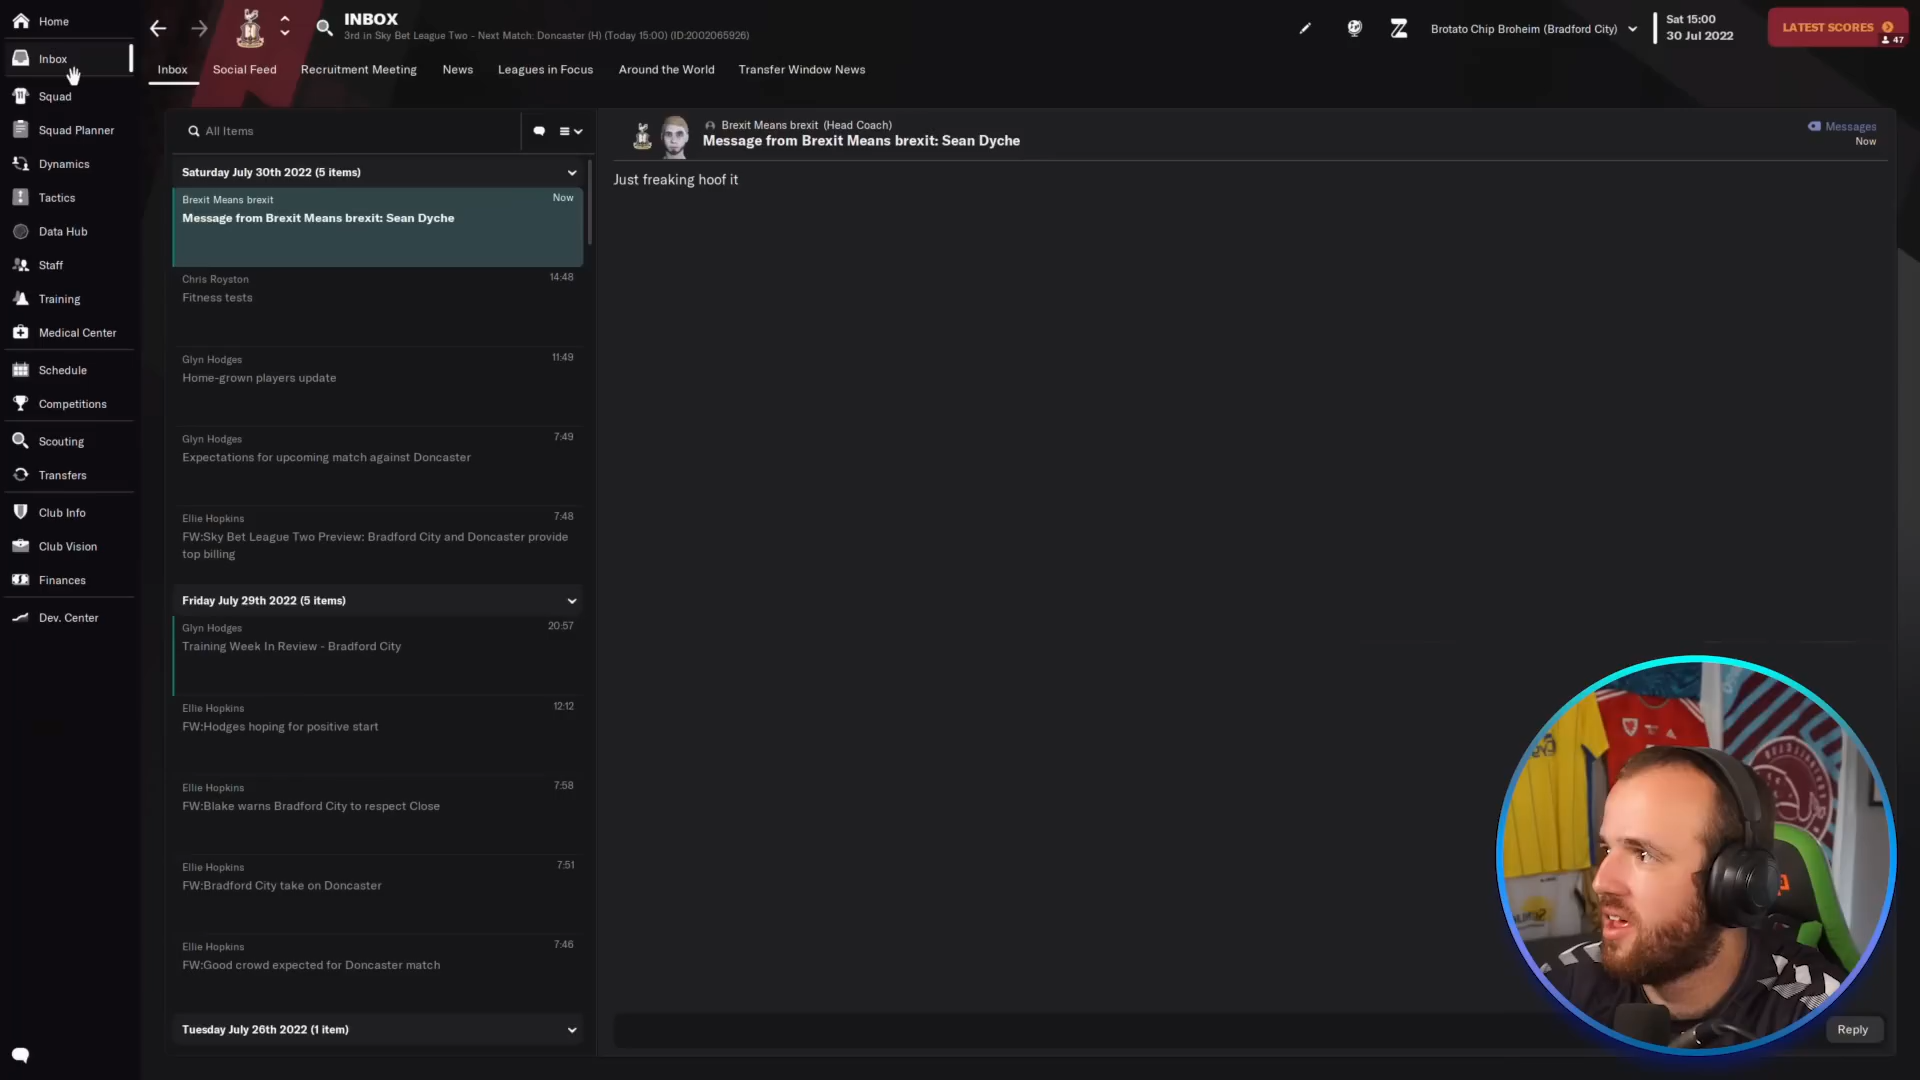 Home
Inbox
Squad
Squad Planner
Dynamics
Tactics
Data Hub
Staff
Training
Medical Center
Schedule
Competitions
Scouting
Transfers
Club Info
Club Vision
Finances
Dev. Center
INBOX
3rd in Sky Bet League Two - Next Match: Doncaster (H) (Today 15:00) (ID:2002065926)
Brotato Chip Broheim (Bradford City)
Sat 15:00
30 Jul 2022
LATEST SCORES
47
Inbox
Social Feed
Recruitment Meeting
News
Leagues in Focus
Around the World
Transfer Window News
All Items
Saturday July 30th 2022 (5 items)
Brexit Means brexit
Now
Message from Brexit Means brexit: Sean Dyche
Chris Royston
14:48
Fitness tests
Glyn Hodges
11:49
Home-grown players update
Glyn Hodges
7:49
Expectations for upcoming match against Doncaster
Ellie Hopkins
7:48
FW:Sky Bet League Two Preview: Bradford City and Doncaster provide
top billing
Friday July 29th 2022 (5 items)
Glyn Hodges
20:57
Training Week In Review - Bradford City
Ellie Hopkins
12:12
FW:Hodges hoping for positive start
Ellie Hopkins
7:58
FW:Blake warns Bradford City to respect Close
Ellie Hopkins
7:51
FW:Bradford City take on Doncaster
Ellie Hopkins
7:46
FW:Good crowd expected for Doncaster match
Tuesday July 26th 2022 (1 item)
Brexit Means brexit (Head Coach)
Message from Brexit Means brexit: Sean Dyche
Messages
Now
Just freaking hoof it
Reply